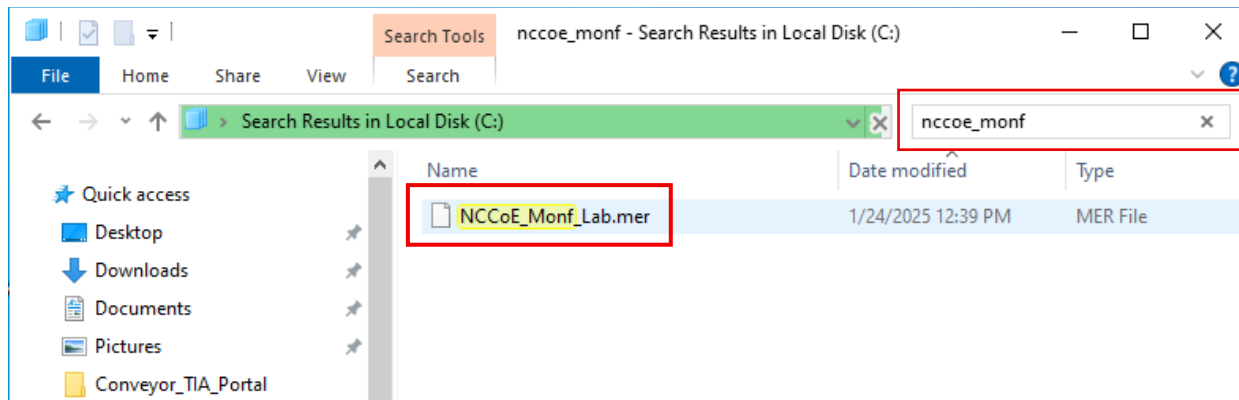 Search Tools
nccoe_monf - Search Results in Local Disk (C:)
File Home Share View Search
Search Results in Local Disk (C:)
nccoe_monf
Name Date modified Type
Quick access
NCCoE_Monf_Lab.mer 1/24/2025 12:39 PM MER File
Desktop
Downloads
Documents
Pictures
Conveyor_TIA_Portal